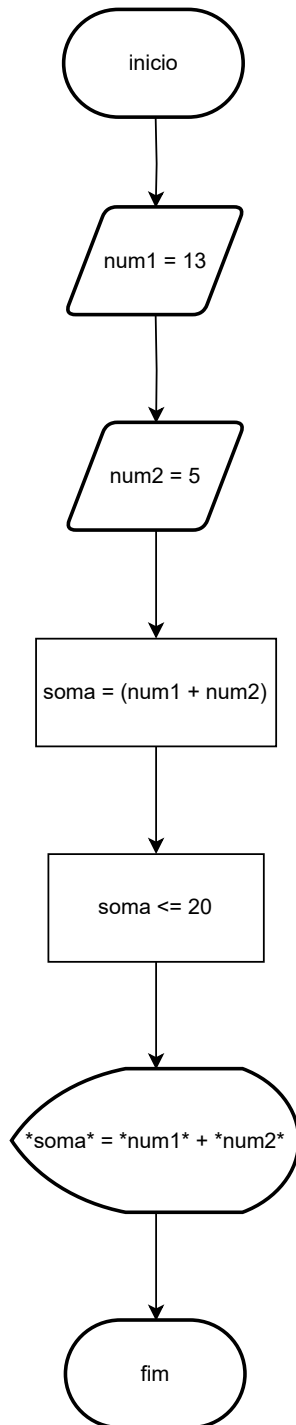 inicio
num1 = 13
num2 = 5
soma = (num1 + num2)
soma <= 20
*soma* = *num1* + *num2*
fim